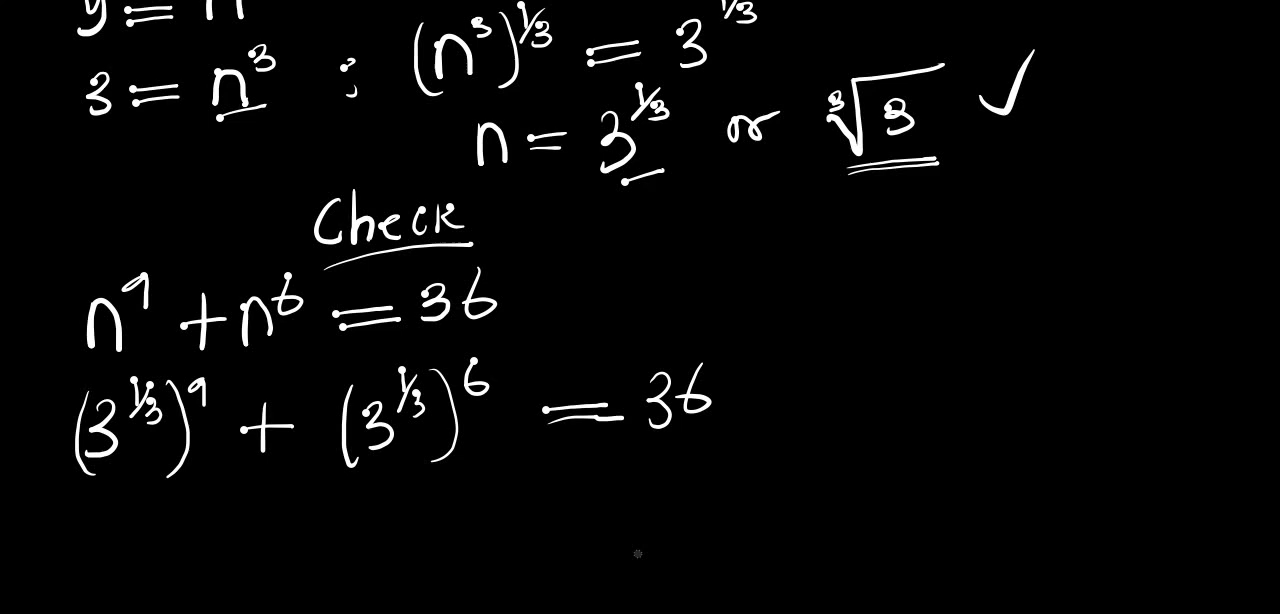 y = n
3 = n³ ; (n³)^⅓ = 3^⅓
n = 3^⅓ or ∛3 ✓
Check
n⁹ + n⁶ = 36
(3^⅓)⁹ + (3^⅓)⁶ = 36